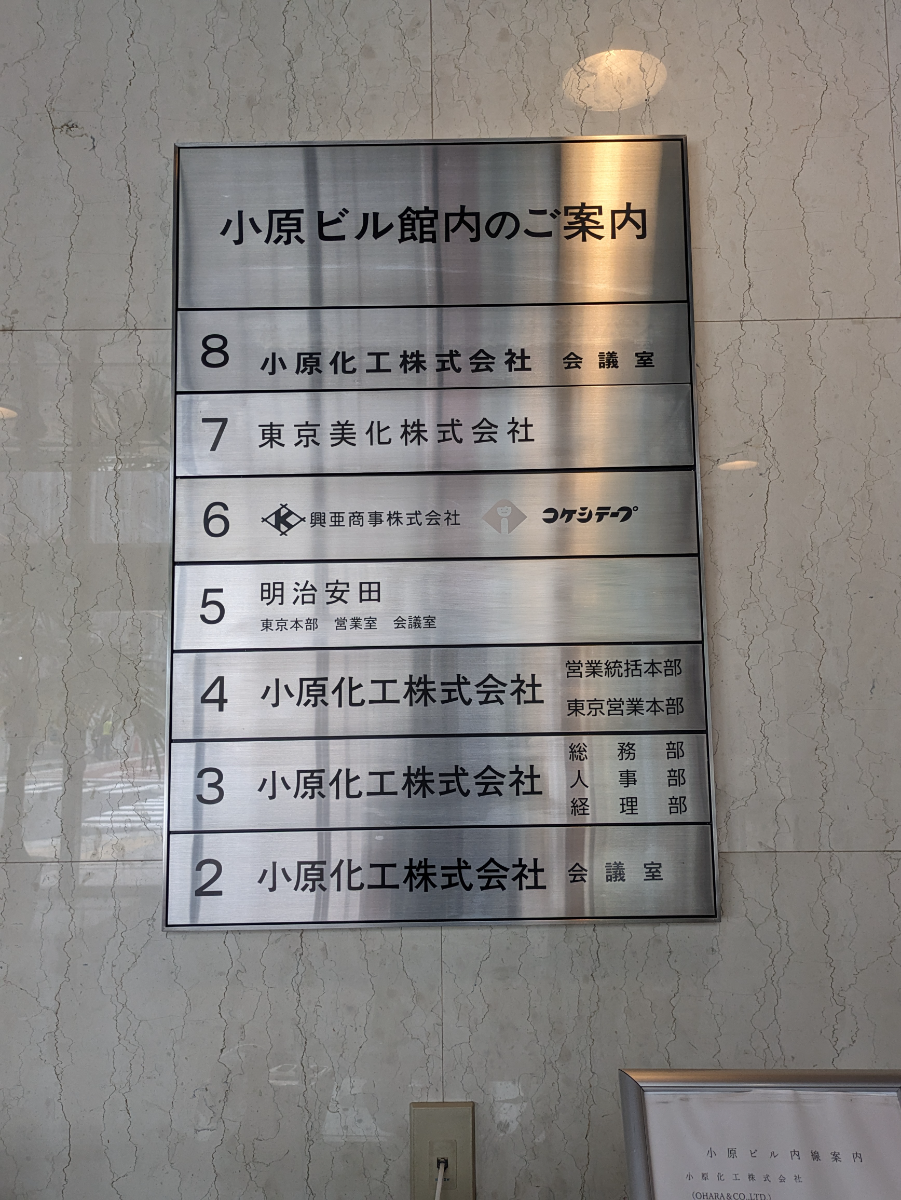 小原ビル館内のご案内
8 小原化工株式会社 会議室
7 東京美化株式会社
6 K 興亜商事株式会社 コケシテープ
5 明治安田
東京本部 営業室 会議室
4 小原化工株式会社 営業統括本部
東京営業本部
3 小原化工株式会社 総務部
人事部
経理部
2 小原化工株式会社 会議室
小原ビル内線案内
小原化工株式会社
(OHARA&CO.,LTD.)